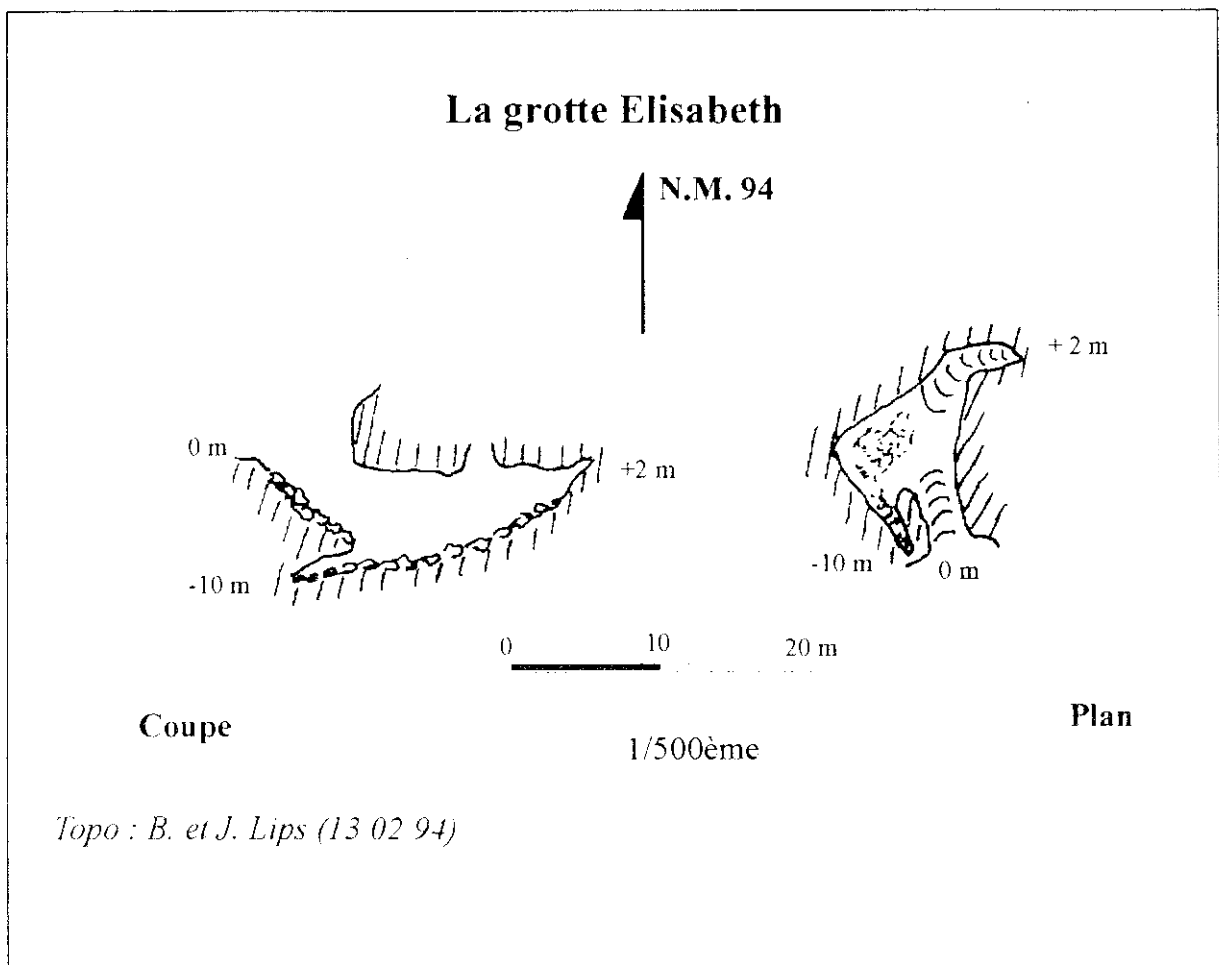 La grotte Elisabeth
N.M. 94
0 m
+2 m
-10 m
+ 2 m
-10 m
0 m
0 10 20 m
Coupe
Plan
1/500ème
Topo : B. et J. Lips (13 02 94)